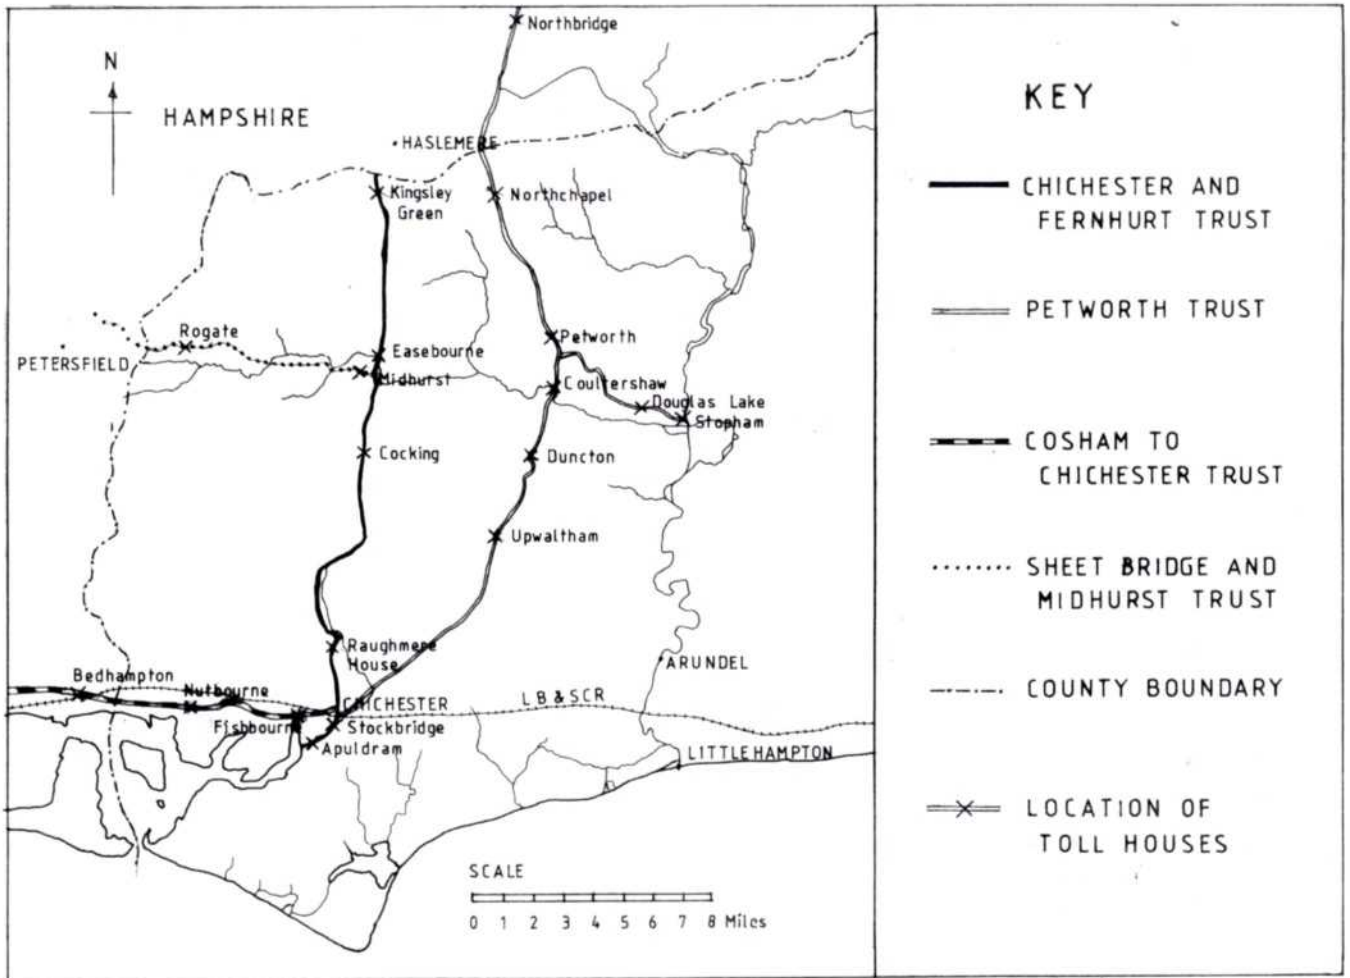 Northbridge
N
HAMPSHIRE
HASLEMERE
Kingsley
Green
Northchapel
Rogate
PETERSFIELD
Easebourne
Midhurst
Petworth
Coultershaw
Douglas Lake
Stopham
Cocking
Duncton
Upwaltham
Raughmere
House
ARUNDEL
Bedhampton
Nutbourne
CHICHESTER
LB & SCR
Fishbourne
Stockbridge
Apuldram
LITTLEHAMPTON
SCALE
0 1 2 3 4 5 6 7 8 Miles
KEY
CHICHESTER AND
FERNHURT TRUST
PETWORTH TRUST
COSHAM TO
CHICHESTER TRUST
SHEET BRIDGE AND
MIDHURST TRUST
COUNTY BOUNDARY
LOCATION OF
TOLL HOUSES